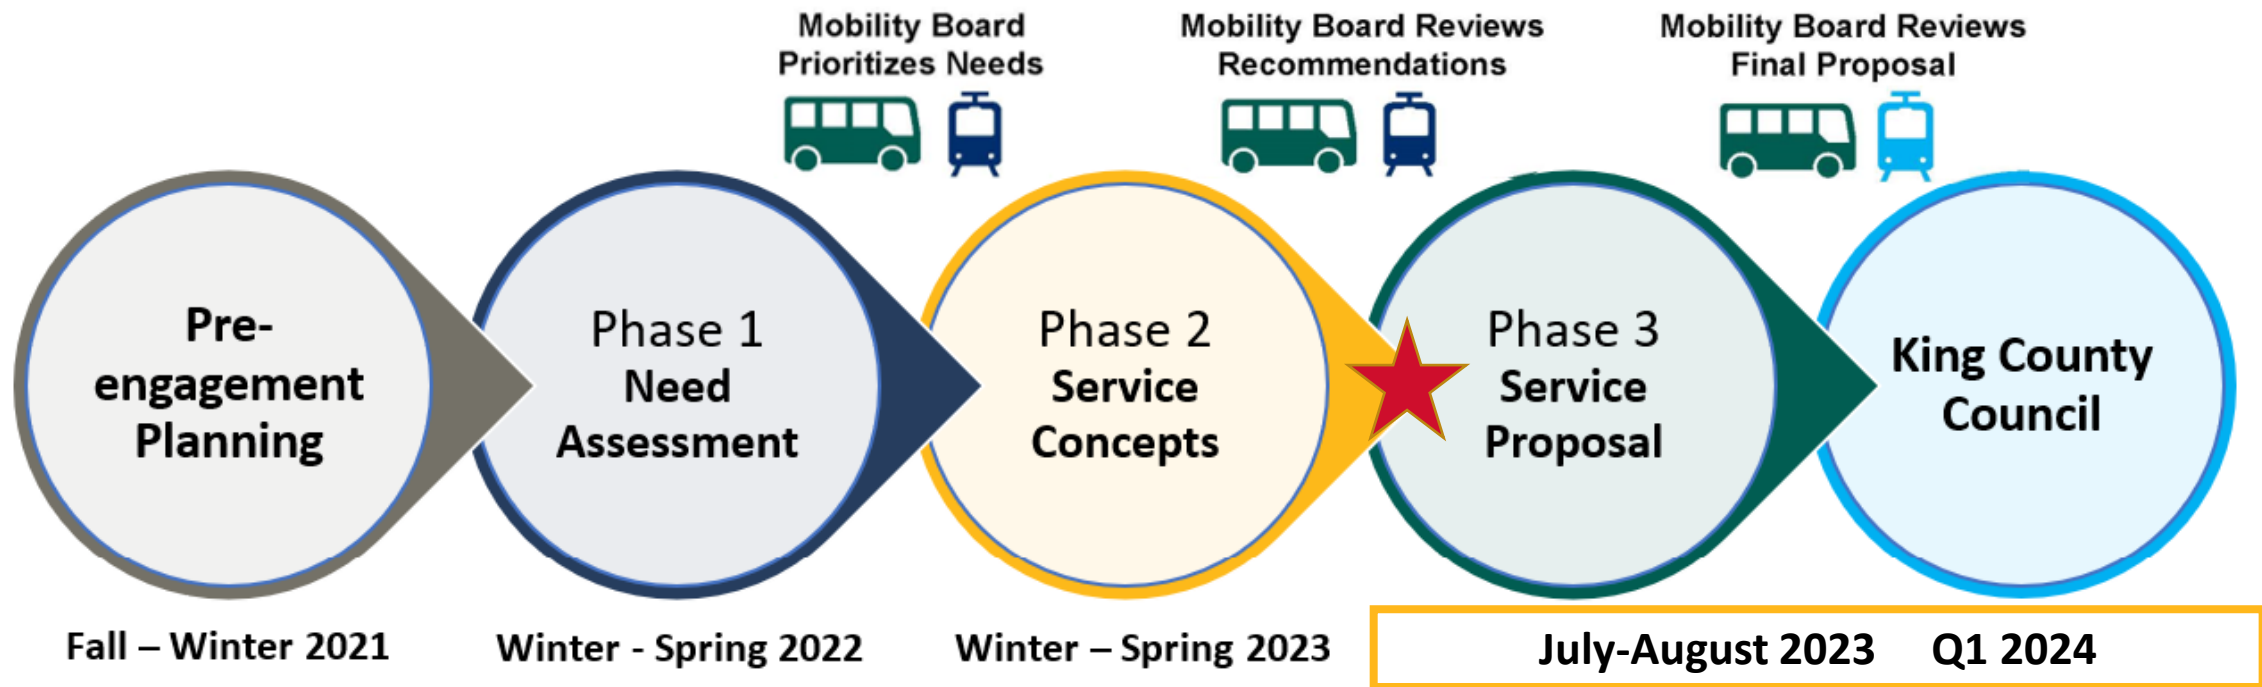 Mobility Board
Prioritizes Needs
Mobility Board Reviews
Recommendations
Mobility Board Reviews
Final Proposal
Pre-
engagement
Planning
Phase 1
Need
Assessment
Phase 2
Service
Concepts
Phase 3
Service
Proposal
King County
Council
Fall – Winter 2021
Winter - Spring 2022
Winter – Spring 2023
July-August 2023
Q1 2024